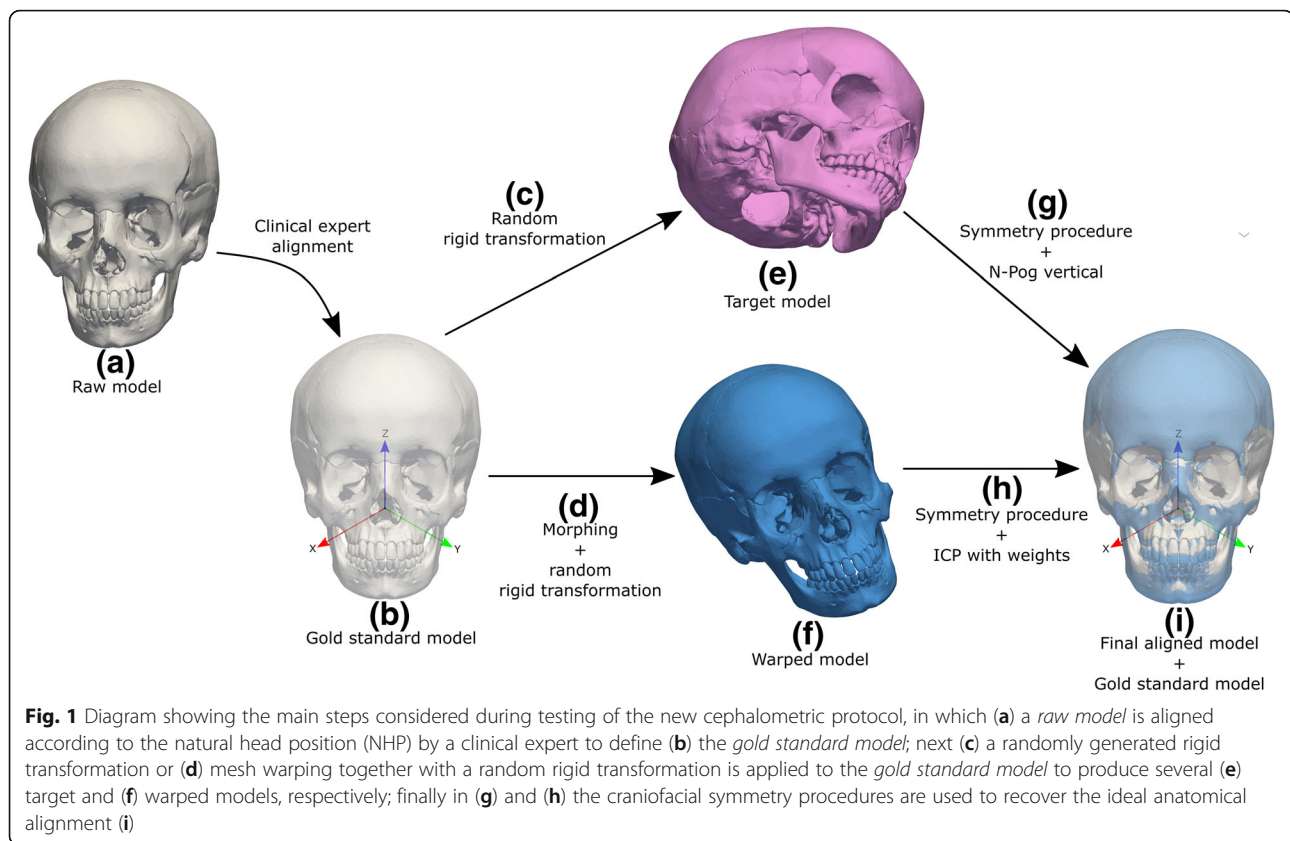 (a)
Raw model
Clinical expert
alignment
(b)
Gold standard model
Z
X
Y
(c)
Random
rigid transformation
(d)
Morphing
+
random
rigid transformation
(e)
Target model
(f)
Warped model
(g)
Symmetry procedure
+
N-Pog vertical
(h)
Symmetry procedure
+
ICP with weights
Z
X
Y
(i)
Final aligned model
+
Gold standard model
Fig. 1 Diagram showing the main steps considered during testing of the new cephalometric protocol, in which (a) a raw model is aligned
according to the natural head position (NHP) by a clinical expert to define (b) the gold standard model; next (c) a randomly generated rigid
transformation or (d) mesh warping together with a random rigid transformation is applied to the gold standard model to produce several (e)
target and (f) warped models, respectively; finally in (g) and (h) the craniofacial symmetry procedures are used to recover the ideal anatomical
alignment (i)